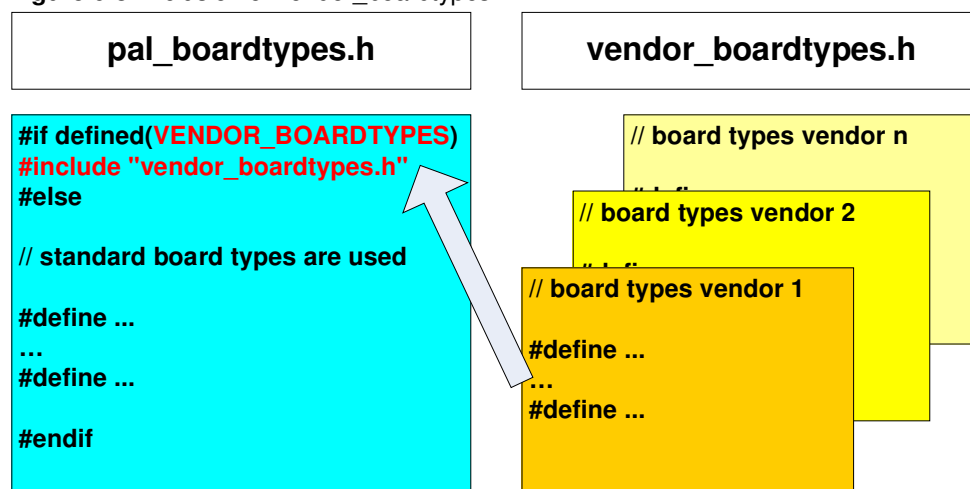 pal_boardtypes.h
vendor_boardtypes.h
#if defined(VENDOR_BOARDTYPES)
#include "vendor_boardtypes.h"
#else
// standard board types are used
#define ...
…
#define ...
#endif
// board types vendor n
// board types vendor 2
// board types vendor 1
#define ...
…
#define ...